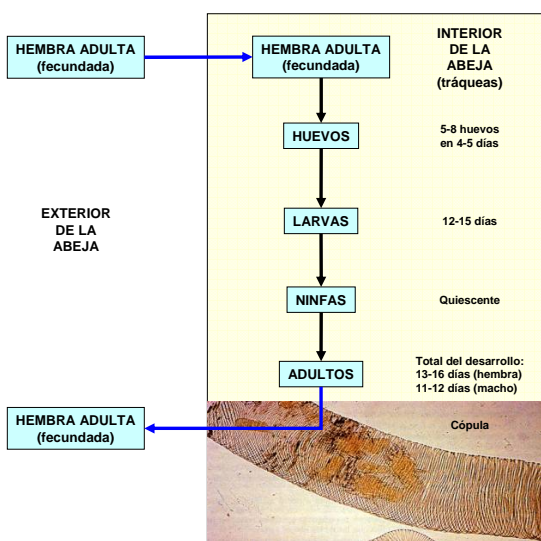 HEMBRA ADULTA
(fecundada)
HEMBRA ADULTA
(fecundada)
INTERIOR
DE LA
ABEJA
(tráqueas)
HUEVOS
5-8 huevos
en 4-5 días
EXTERIOR
DE LA
ABEJA
LARVAS
12-15 días
NINFAS
Quiescente
ADULTOS
Total del desarrollo:
13-16 días (hembra)
11-12 días (macho)
HEMBRA ADULTA
(fecundada)
Cópula